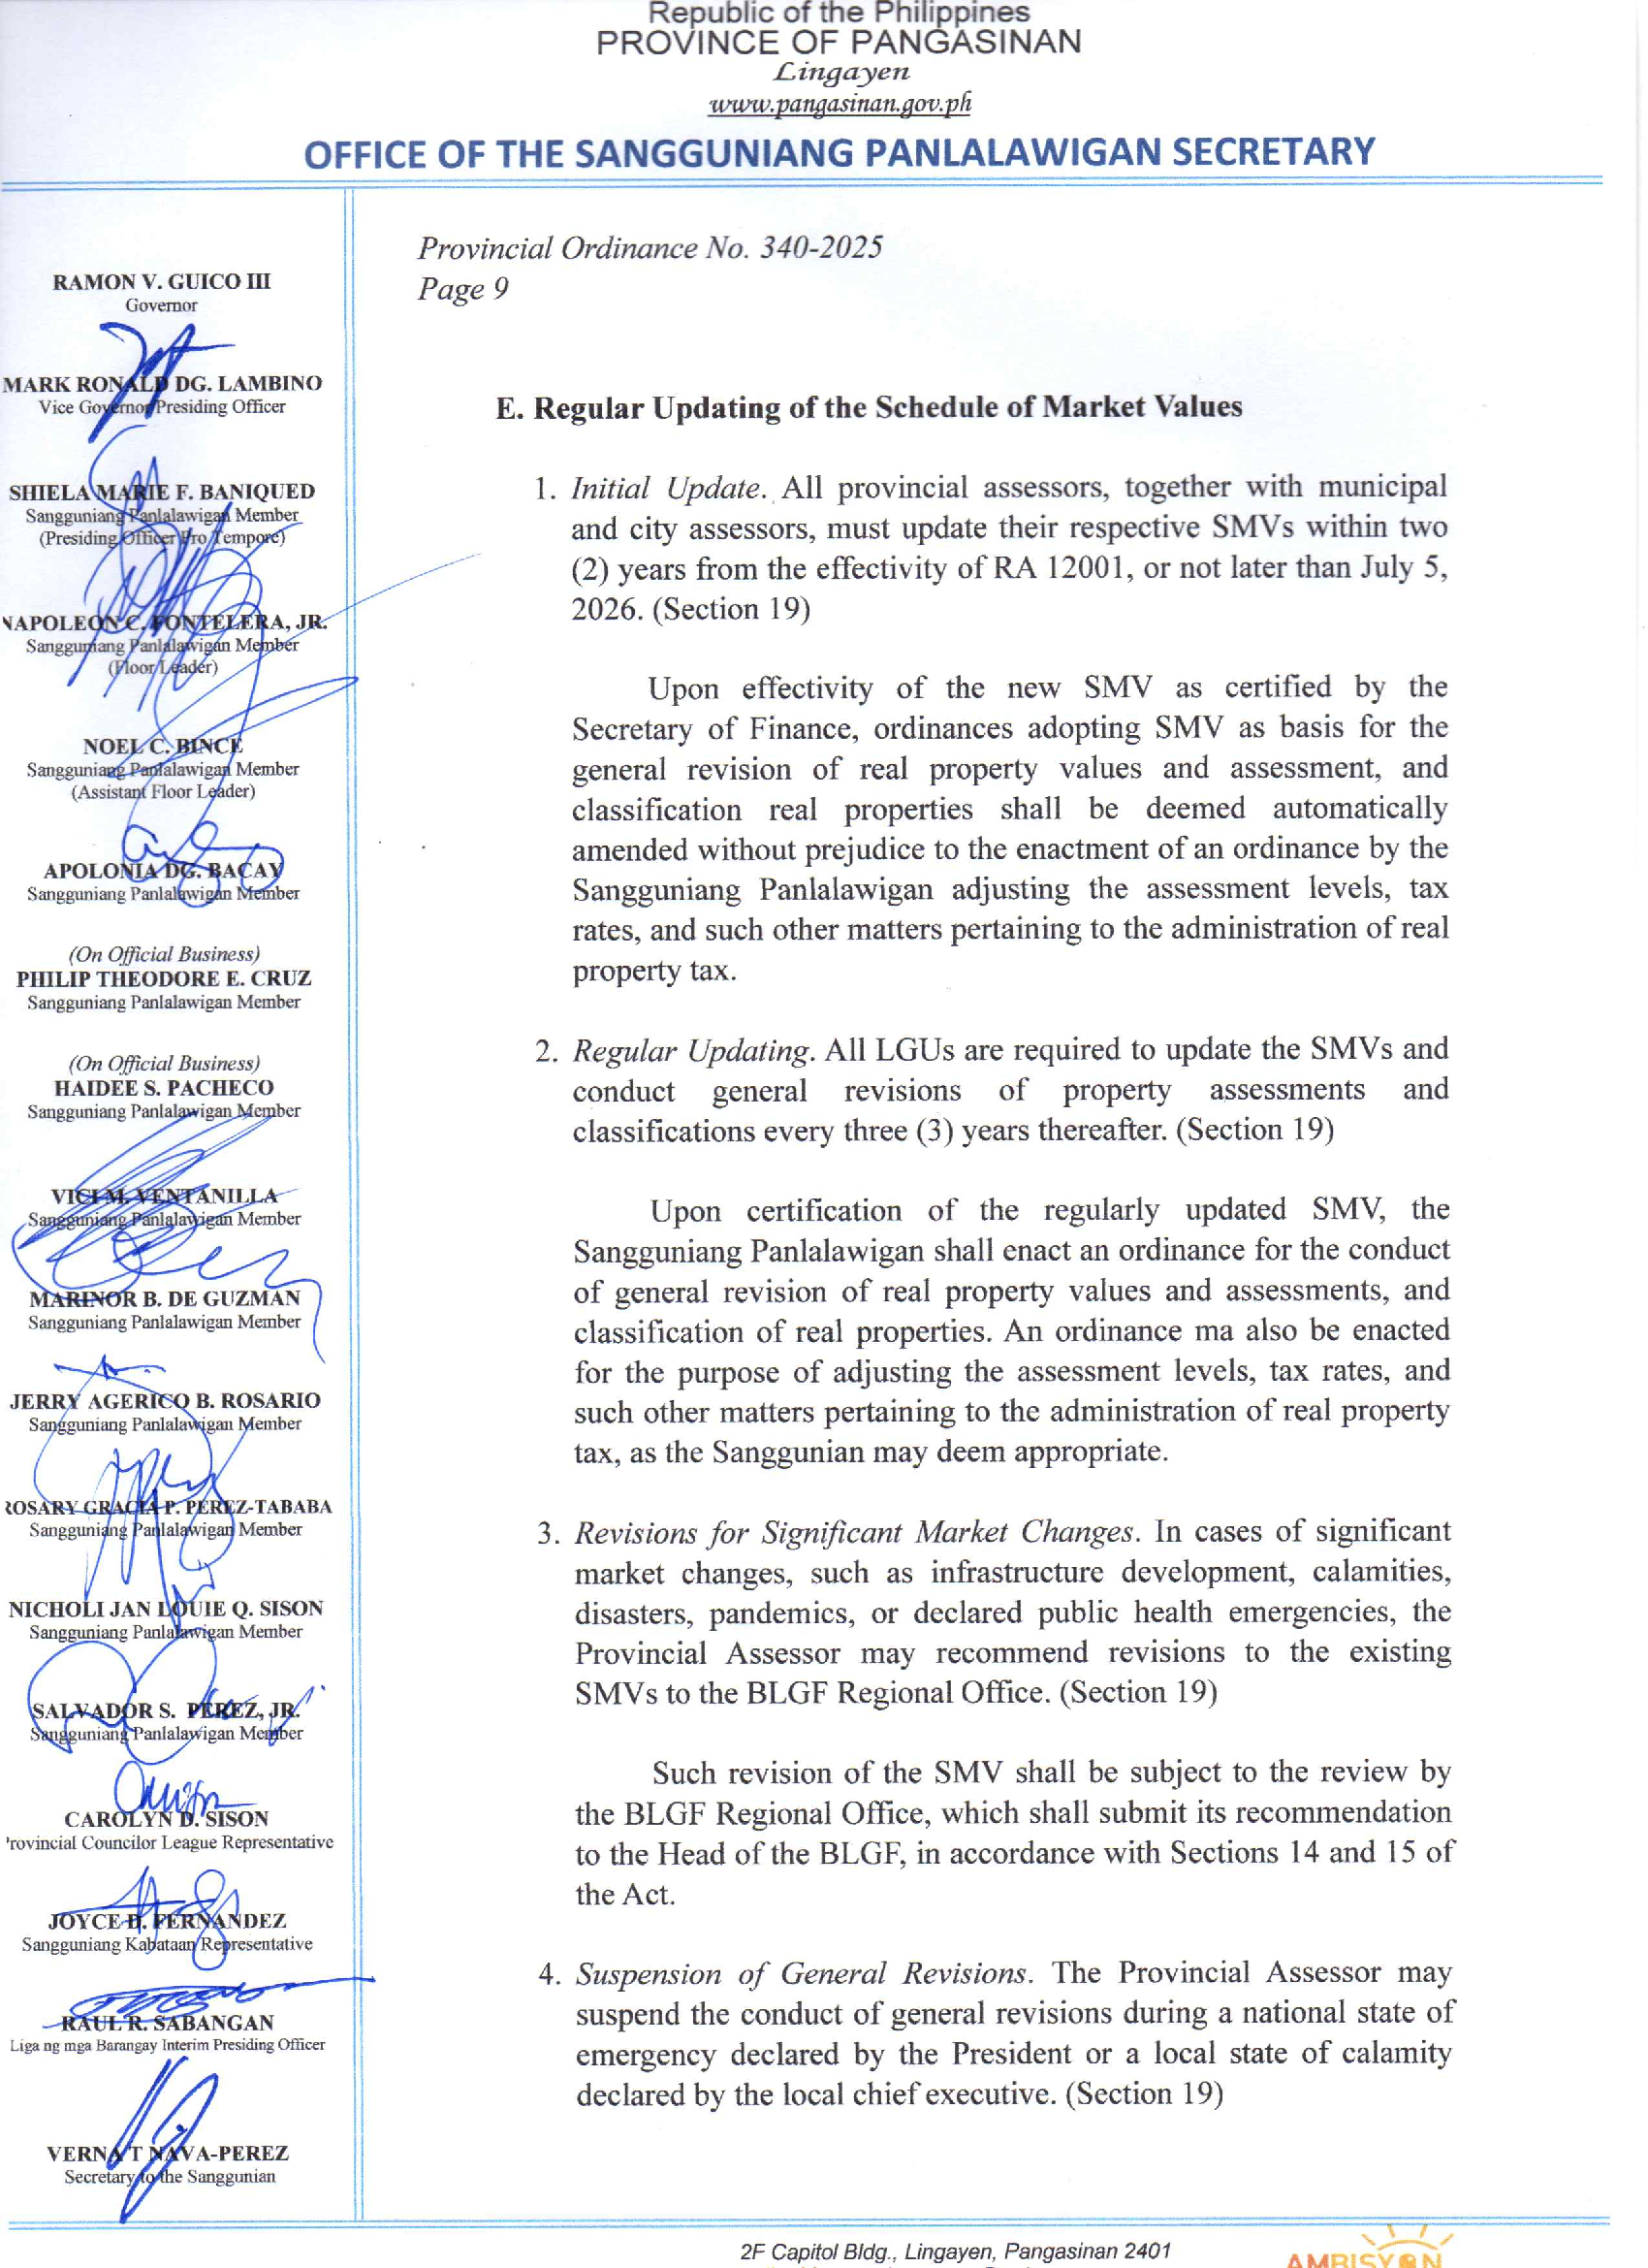 Republic of the Philippines
PROVINCE OF PANGASINAN
Lingayen
www.pangasinan.gov.ph
OFFICE OF THE SANGGUNIANG PANLALAWIGAN SECRETARY
RAMON V. GUICO III
Governor
MARK RONALD DG. LAMBINO
Vice Governor/Presiding Officer
SHIELA MARIE F. BANIQUED
Sangguniang Panlalawigan Member
(Presiding Officer Pro Tempore)
NAPOLEON C. FONTELERA, JR.
Sangguniang Panlalawigan Member
(Floor Leader)
NOEL C. BINCE
Sangguniang Panlalawigan Member
(Assistant Floor Leader)
APOLONIA DG. BACAY
Sangguniang Panlalawigan Member
(On Official Business)
PHILIP THEODORE E. CRUZ
Sangguniang Panlalawigan Member
(On Official Business)
HAIDEE S. PACHECO
Sangguniang Panlalawigan Member
VICI M. VENTANILLA
Sangguniang Panlalawigan Member
MARINOR B. DE GUZMAN
Sangguniang Panlalawigan Member
JERRY AGERICO B. ROSARIO
Sangguniang Panlalawigan Member
ROSARY GRACIA P. PEREZ-TABABA
Sangguniang Panlalawigan Member
NICHOLI JAN LOUIE Q. SISON
Sangguniang Panlalawigan Member
SALVADOR S. PEREZ, JR.
Sangguniang Panlalawigan Member
CAROLYN D. SISON
Provincial Councilor League Representative
JOYCE D. FERNANDEZ
Sangguniang Kabataan Representative
RAUL R. SABANGAN
Liga ng mga Barangay Interim Presiding Officer
VERNA T NAVA-PEREZ
Secretary to the Sanggunian
Provincial Ordinance No. 340-2025
Page 9
E. Regular Updating of the Schedule of Market Values
1. Initial Update. All provincial assessors, together with municipal
and city assessors, must update their respective SMVs within two
(2) years from the effectivity of RA 12001, or not later than July 5,
2026. (Section 19)
Upon effectivity of the new SMV as certified by the
Secretary of Finance, ordinances adopting SMV as basis for the
general revision of real property values and assessment, and
classification real properties shall be deemed automatically
amended without prejudice to the enactment of an ordinance by the
Sangguniang Panlalawigan adjusting the assessment levels, tax
rates, and such other matters pertaining to the administration of real
property tax.
2. Regular Updating. All LGUs are required to update the SMVs and
conduct general revisions of property assessments and
classifications every three (3) years thereafter. (Section 19)
Upon certification of the regularly updated SMV, the
Sangguniang Panlalawigan shall enact an ordinance for the conduct
of general revision of real property values and assessments, and
classification of real properties. An ordinance ma also be enacted
for the purpose of adjusting the assessment levels, tax rates, and
such other matters pertaining to the administration of real property
tax, as the Sanggunian may deem appropriate.
3. Revisions for Significant Market Changes. In cases of significant
market changes, such as infrastructure development, calamities,
disasters, pandemics, or declared public health emergencies, the
Provincial Assessor may recommend revisions to the existing
SMVs to the BLGF Regional Office. (Section 19)
Such revision of the SMV shall be subject to the review by
the BLGF Regional Office, which shall submit its recommendation
to the Head of the BLGF, in accordance with Sections 14 and 15 of
the Act.
4. Suspension of General Revisions. The Provincial Assessor may
suspend the conduct of general revisions during a national state of
emergency declared by the President or a local state of calamity
declared by the local chief executive. (Section 19)
2F Capitol Bldg., Lingayen, Pangasinan 2401
AMBISYON